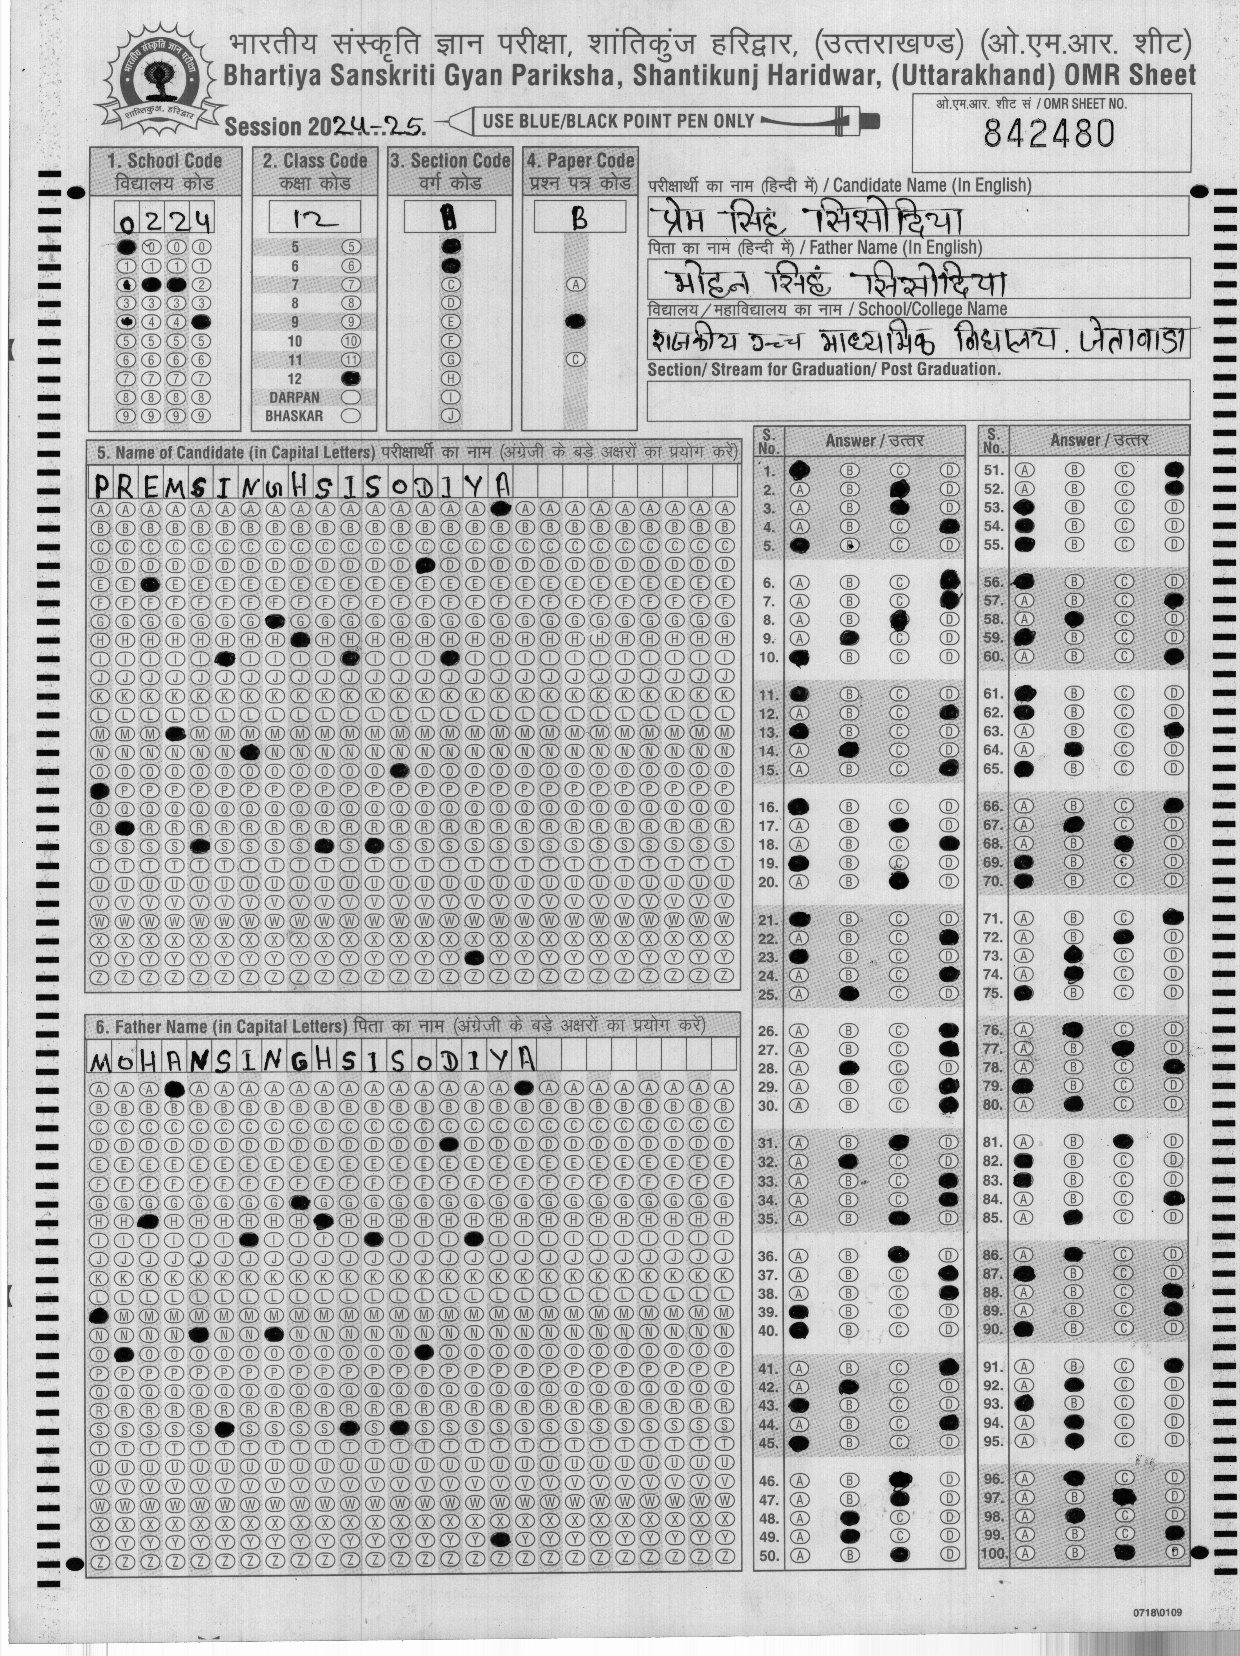 भारतीय संस्कृति ज्ञान परीक्षा, शांतिकुंज हरिद्वार, (उत्तराखण्ड) (ओ.एम.आर. शीट)
Bhartiya Sanskriti Gyan Pariksha, Shantikunj Haridwar, (Uttarakhand) OMR Sheet
Session 2024-25.
USE BLUE/BLACK POINT PEN ONLY
ओ.एम.आर. शीट सं / OMR SHEET NO.
842480
1. School Code
विद्यालय कोड
0224
2. Class Code
कक्षा कोड
12
5
6
7
8
9
10
11
12
DARPAN
BHASKAR
3. Section Code
वर्ग कोड
4. Paper Code
प्रश्न पत्र कोड
B
परीक्षार्थी का नाम (हिन्दी में) / Candidate Name (In English)
प्रेम सिहं सिसोदिया
पिता का नाम (हिन्दी में) / Father Name (In English)
मोहन सिहं सिसोदिया
विद्यालय / महाविद्यालय का नाम / School/College Name
राजकीय उच्च माध्यमिक विधालय. जेतावाडा
Section/ Stream for Graduation/ Post Graduation.
5. Name of Candidate (in Capital Letters) परीक्षार्थी का नाम (अंग्रेजी के बड़े अक्षरों का प्रयोग करें)
PREMSINGHSISODIYA
6. Father Name (in Capital Letters) पिता का नाम (अंग्रेजी के बड़े अक्षरों का प्रयोग करें)
MOHANSINGHSISODIYA
S. No. Answer / उत्तर
S. No. Answer / उत्तर
0718\0109